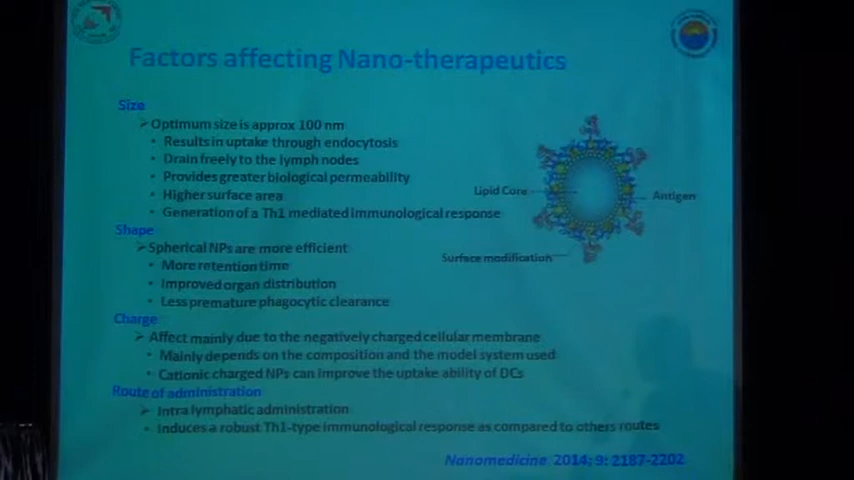 Factors affecting Nano-therapeutics
Size
➢Optimum size is approx 100 nm
• Results in uptake through endocytosis
• Drain freely to the lymph nodes
• Provides greater biological permeability
• Higher surface area
• Generation of a Th1 mediated immunological response
Lipid Core
Antigen
Surface modification
Shape
➢Spherical NPs are more efficient
• More retention time
• Improved organ distribution
• Less premature phagocytic clearance
Charge
➢ Affect mainly due to the negatively charged cellular membrane
• Mainly depends on the composition and the model system used
• Cationic charged NPs can improve the uptake ability of DCs
Route of administration
➢ Intra lymphatic administration
• Induces a robust Th1-type immunological response as compared to others routes
Nanomedicine 2014; 9: 2187-2202